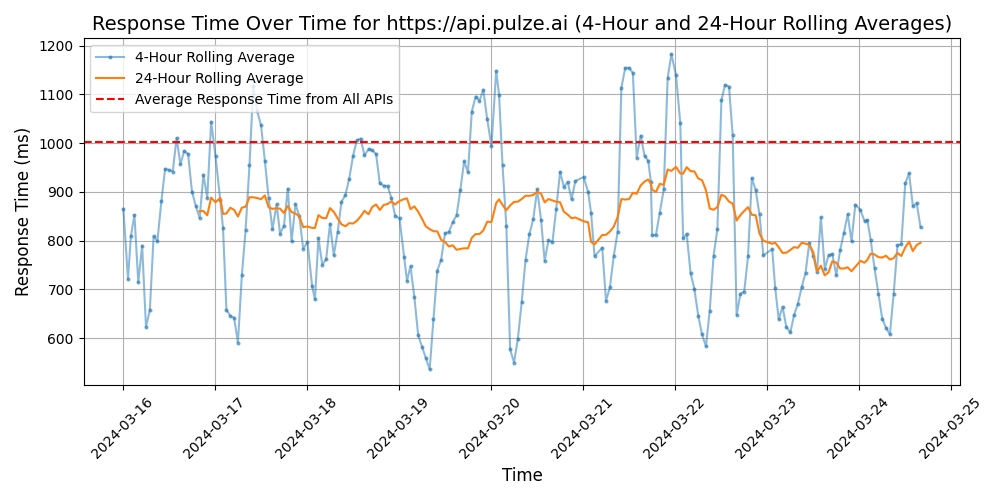 Response Time Over Time for https://api.pulze.ai (4-Hour and 24-Hour Rolling Averages)
4-Hour Rolling Average
24-Hour Rolling Average
Average Response Time from All APIs
Response Time (ms)
1200
1100
1000
900
800
700
600
2024-03-16
2024-03-17
2024-03-18
2024-03-19
2024-03-20
2024-03-21
2024-03-22
2024-03-23
2024-03-24
2024-03-25
Time